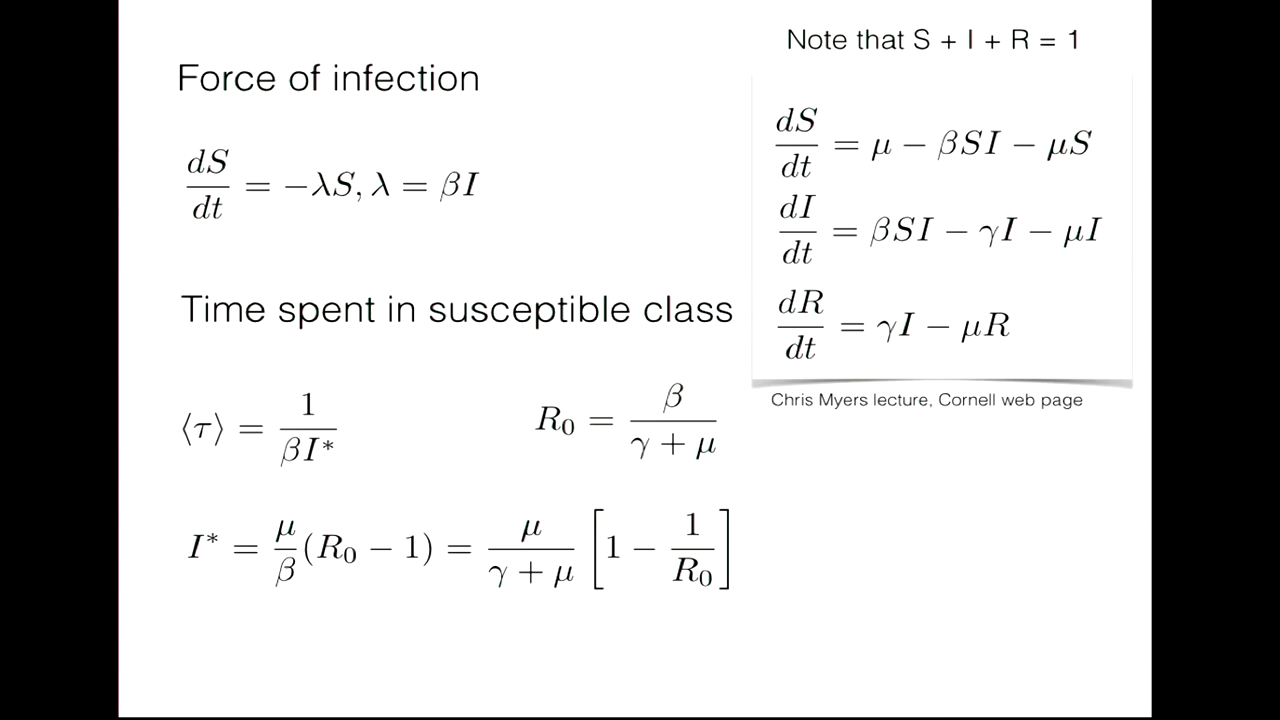 Note that S + I + R = 1
Force of infection
dS/dt = −λS, λ = βI
dS/dt = μ − βSI − μS
dI/dt = βSI − γI − μI
dR/dt = γI − μR
Chris Myers lecture, Cornell web page
Time spent in susceptible class
⟨τ⟩ = 1/(βI*)
R₀ = β/(γ + μ)
I* = μ/β (R₀ − 1) = μ/(γ + μ) [1 − 1/R₀]